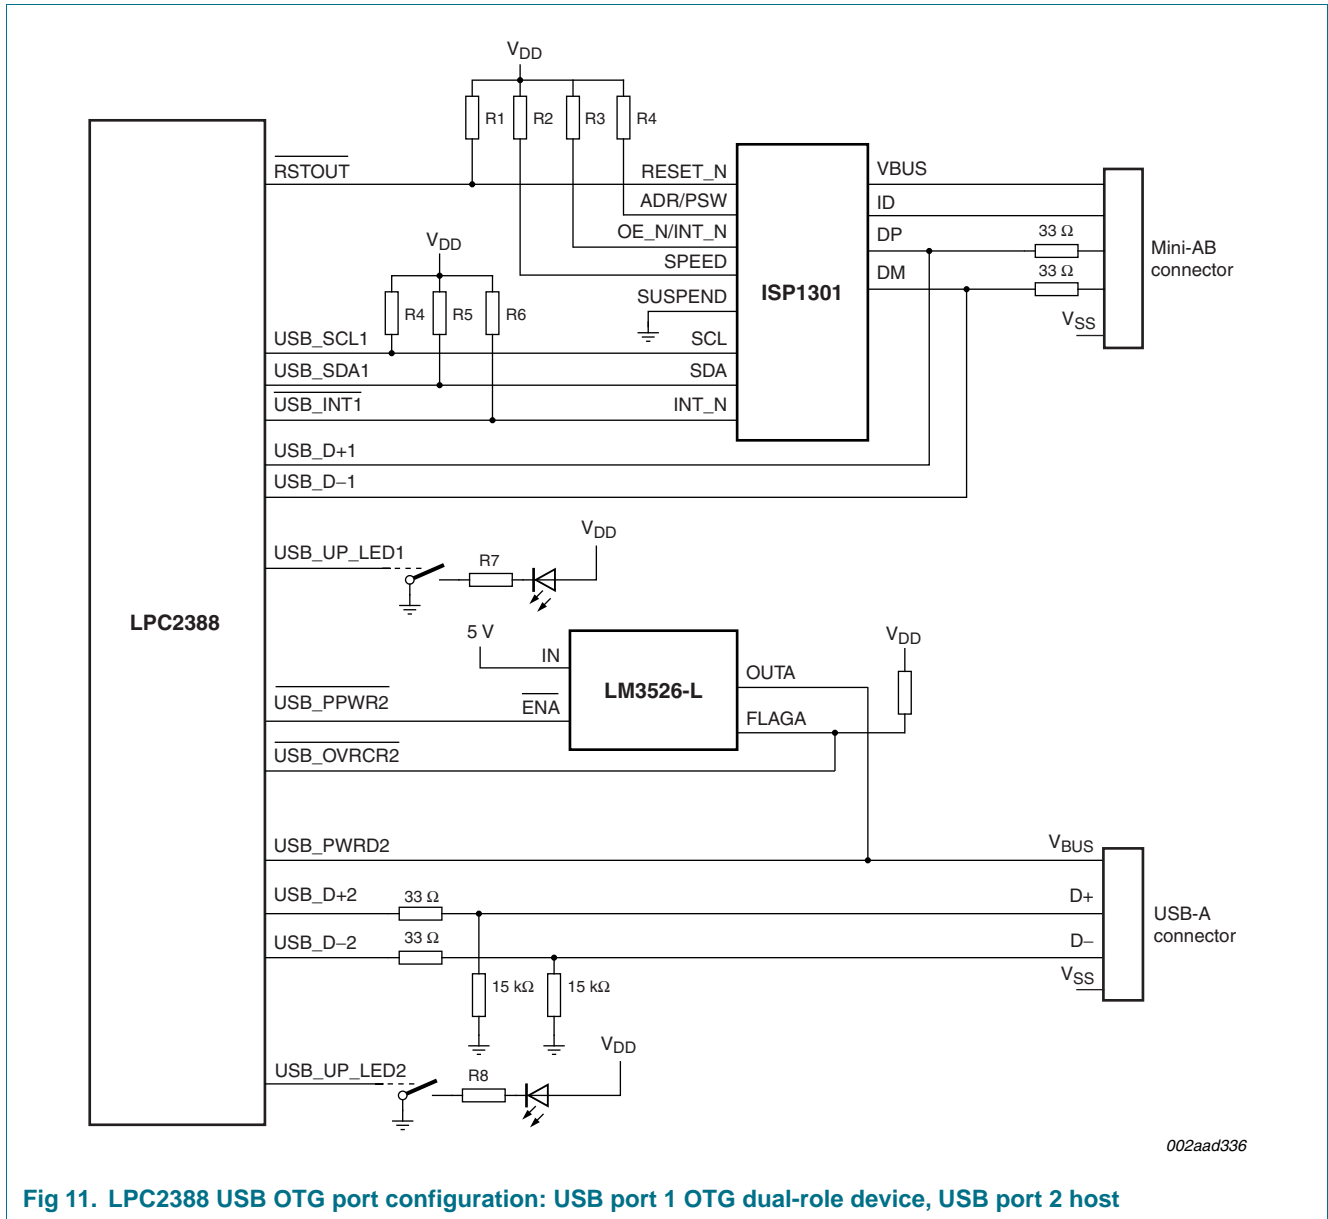 VDD
R1
R2
R3
R4
RSTOUT
RESET_N
VBUS
ADR/PSW
ID
OE_N/INT_N
DP
33 Ω
Mini-AB
connector
VDD
SPEED
DM
33 Ω
SUSPEND
ISP1301
R4
R5
R6
VSS
USB_SCL1
SCL
USB_SDA1
SDA
USB_INT1
INT_N
USB_D+1
USB_D−1
VDD
USB_UP_LED1
R7
LPC2388
5 V
IN
VDD
LM3526-L
OUTA
USB_PPWR2
ENA
FLAGA
USB_OVRCR2
USB_PWRD2
VBUS
USB_D+2
33 Ω
D+
USB-A
connector
USB_D−2
33 Ω
D−
VSS
15 kΩ
15 kΩ
VDD
USB_UP_LED2
R8
002aad336
Fig 11. LPC2388 USB OTG port configuration: USB port 1 OTG dual-role device, USB port 2 host